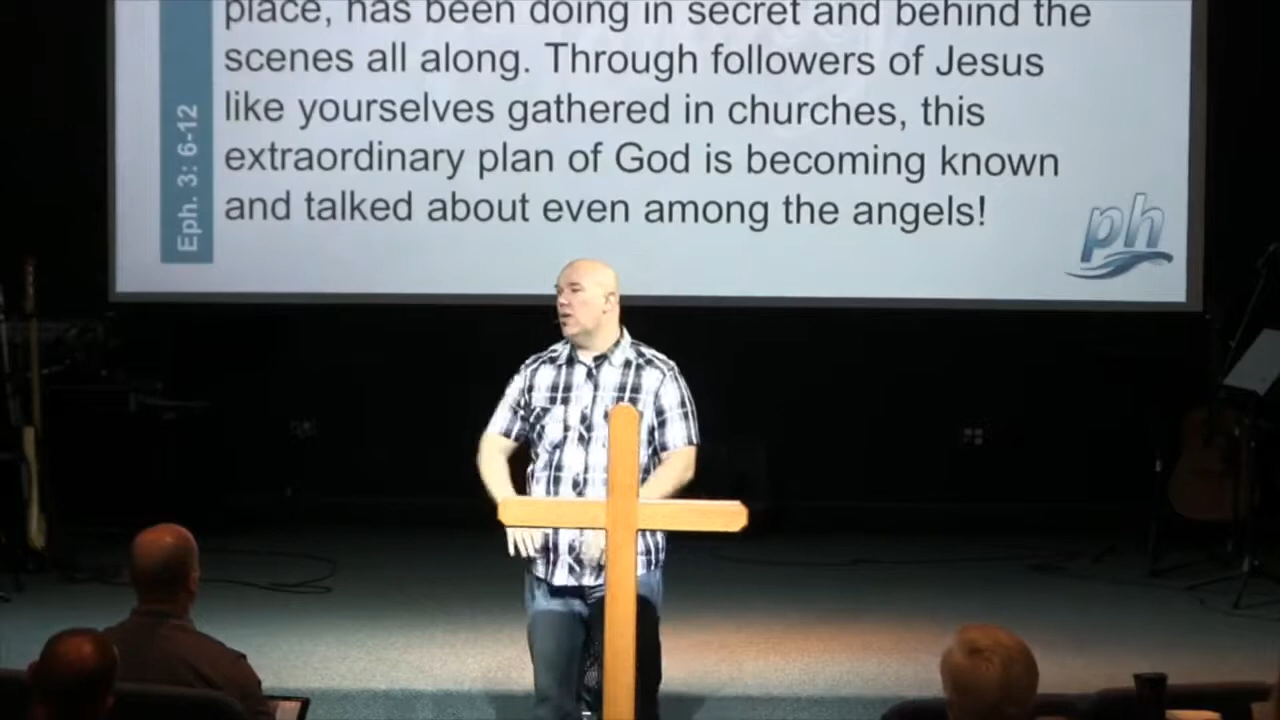 place, has been doing in secret and behind the
scenes all along. Through followers of Jesus
like yourselves gathered in churches, this
extraordinary plan of God is becoming known
and talked about even among the angels!
Eph. 3: 6-12
ph